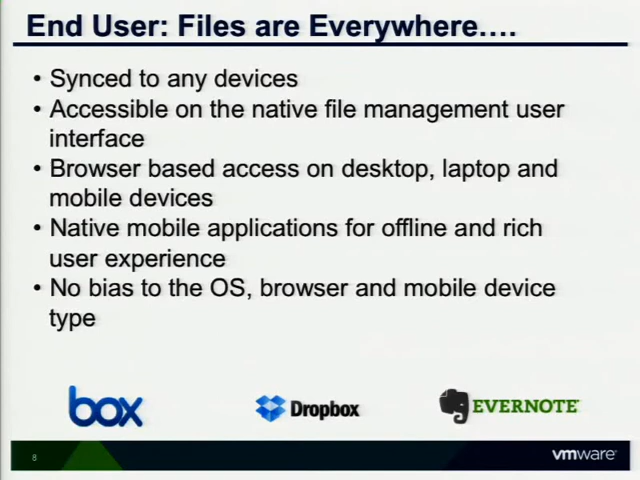 End User: Files are Everywhere….
• Synced to any devices
• Accessible on the native file management user
interface
• Browser based access on desktop, laptop and
mobile devices
• Native mobile applications for offline and rich
user experience
• No bias to the OS, browser and mobile device
type
box
Dropbox
EVERNOTE
8
vmware